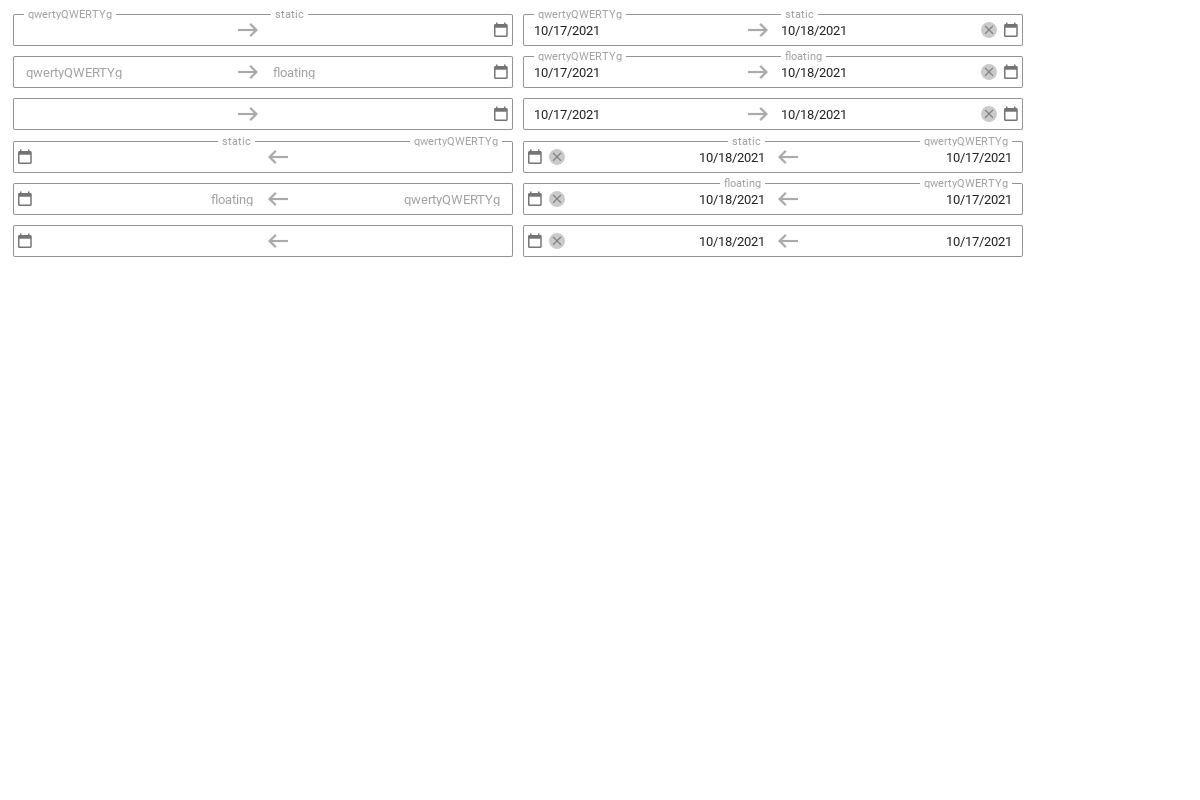 qwertyQWERTYg static qwertyQWERTYg static
10/17/2021 10/18/2021
qwertyQWERTYg floating
qwertyQWERTYg floating 10/17/2021 10/18/2021
10/17/2021 10/18/2021
static qwertyQWERTYg static qwertyQWERTYg
10/18/2021 10/17/2021
floating qwertyQWERTYg
floating qwertyQWERTYg 10/18/2021 10/17/2021
10/18/2021 10/17/2021